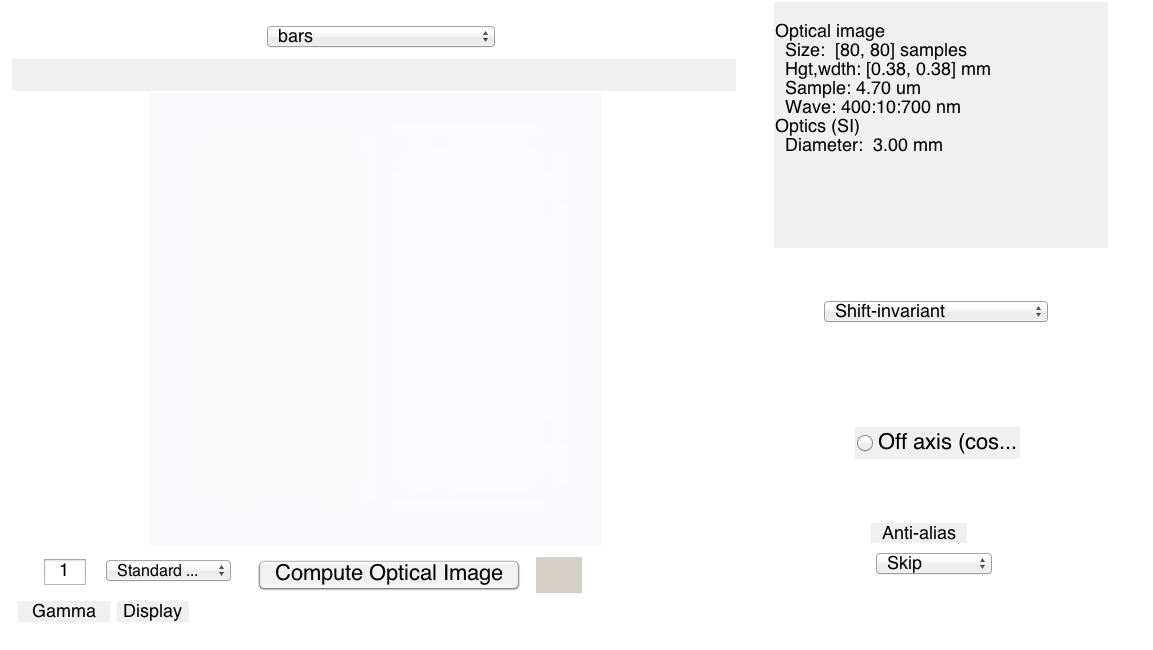 bars
Optical image
Size:  [80, 80] samples
Hgt,wdth: [0.38, 0.38] mm
Sample: 4.70 um
Wave: 400:10:700 nm
Optics (SI)
Diameter:  3.00 mm
Shift-invariant
Off axis (cos...
Anti-alias
Skip
1
Standard ...
Compute Optical Image
Gamma
Display